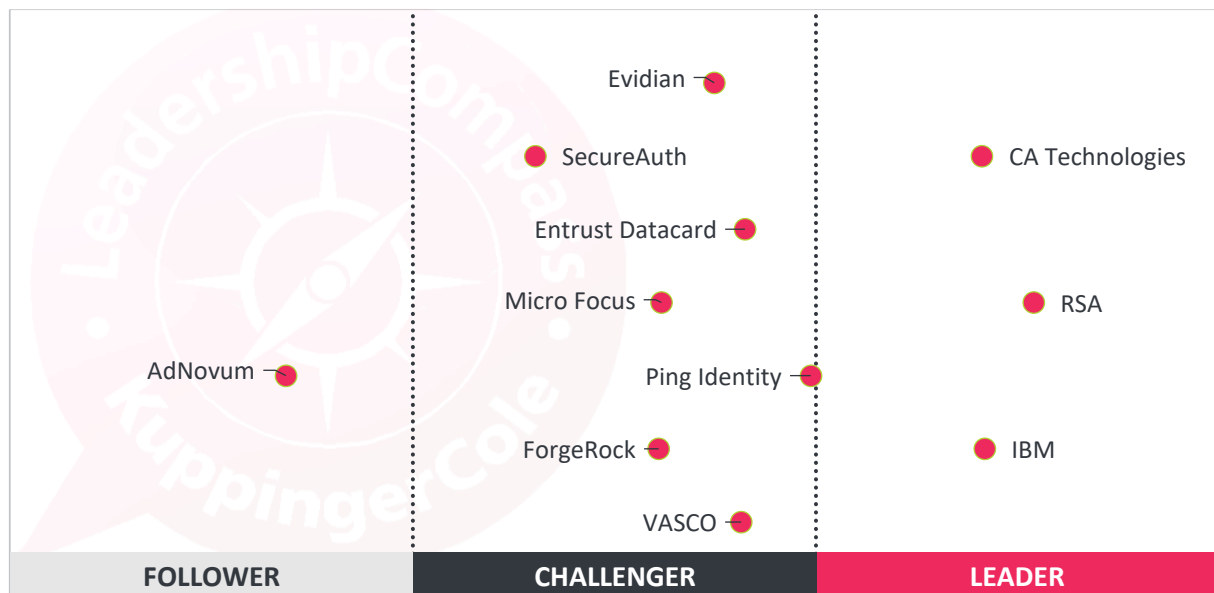 Evidian
SecureAuth
CA Technologies
Entrust Datacard
Micro Focus
RSA
AdNovum
Ping Identity
ForgeRock
IBM
VASCO
LeadershipCompass
KuppingerCole
FOLLOWER
CHALLENGER
LEADER